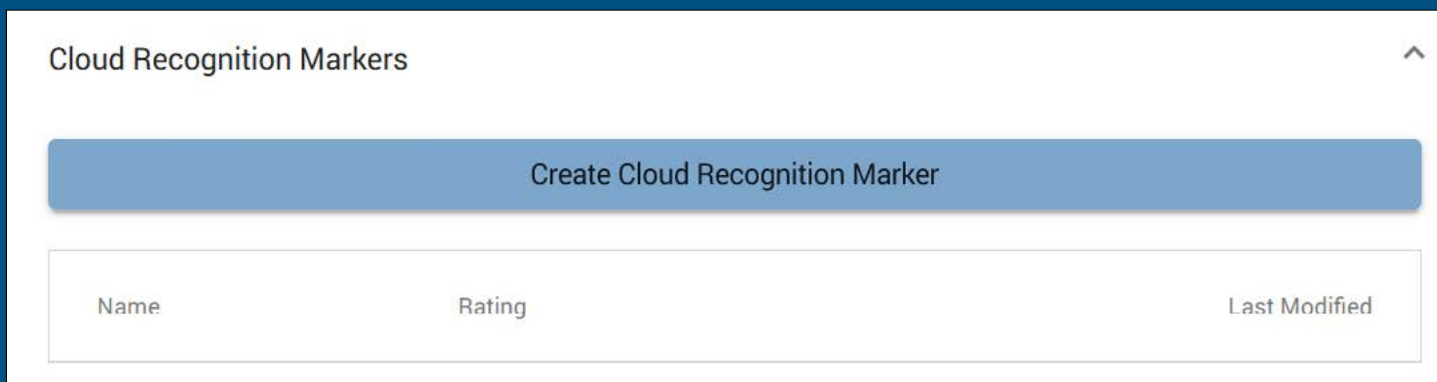 Cloud Recognition Markers
Create Cloud Recognition Marker
Name Rating Last Modified